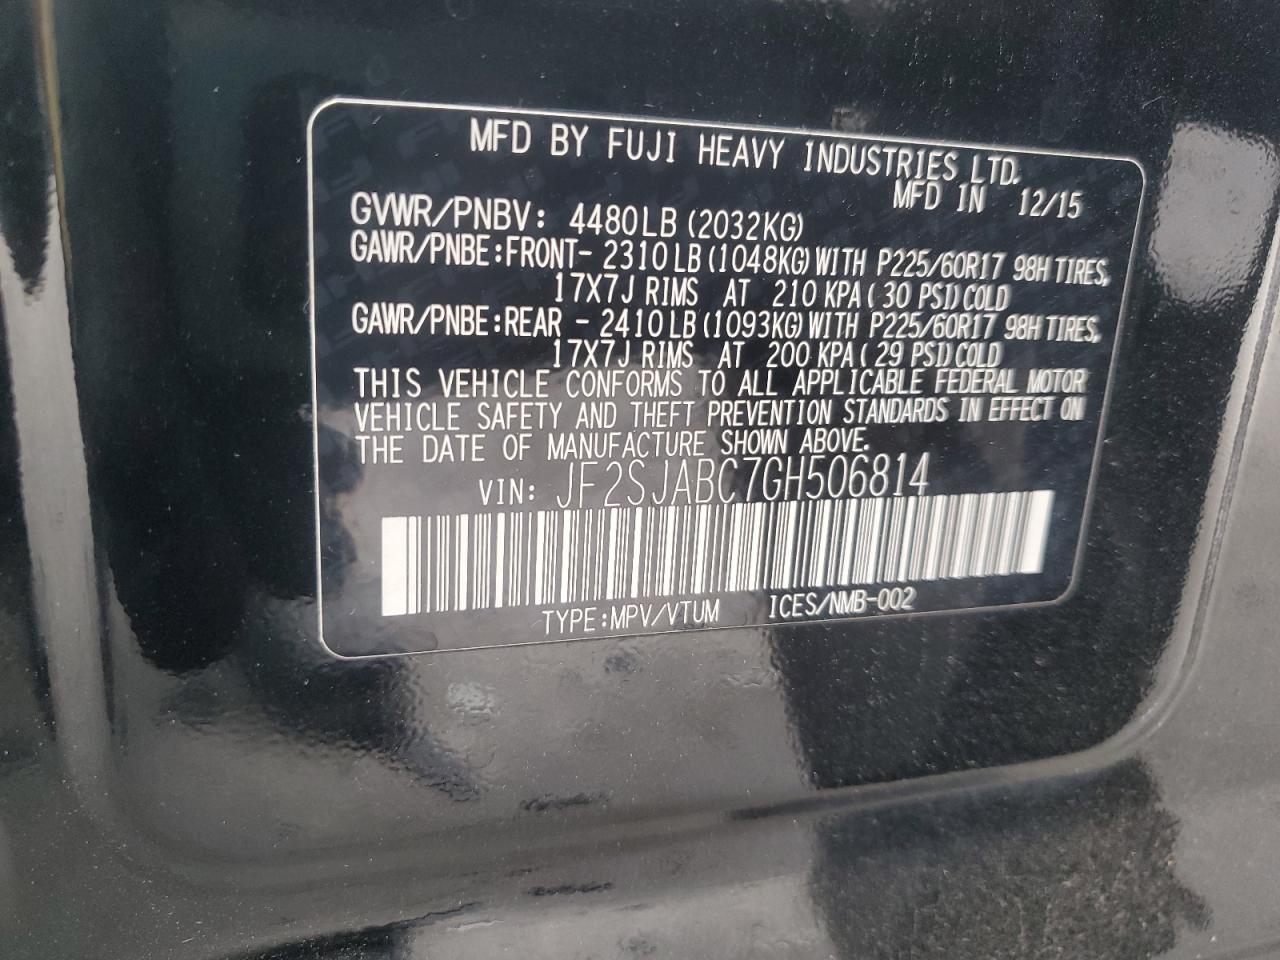 MFD BY FUJI HEAVY INDUSTRIES LTD.
MFD IN 12/15
GVWR/PNBV: 4480LB (2032KG)
GAWR/PNBE:FRONT- 2310LB (1048KG) WITH P225/60R17 98H TIRES,
17X7J RIMS AT 210 KPA ( 30 PSI) COLD
GAWR/PNBE:REAR - 2410LB (1093KG) WITH P225/60R17 98H TIRES,
17X7J RIMS AT 200 KPA ( 29 PSI) COLD
THIS VEHICLE CONFORMS TO ALL APPLICABLE FEDERAL MOTOR
VEHICLE SAFETY AND THEFT PREVENTION STANDARDS IN EFFECT ON
THE DATE OF MANUFACTURE SHOWN ABOVE.
VIN: JF2SJABC7GH506814
TYPE:MPV/VTUM ICES/NMB-002